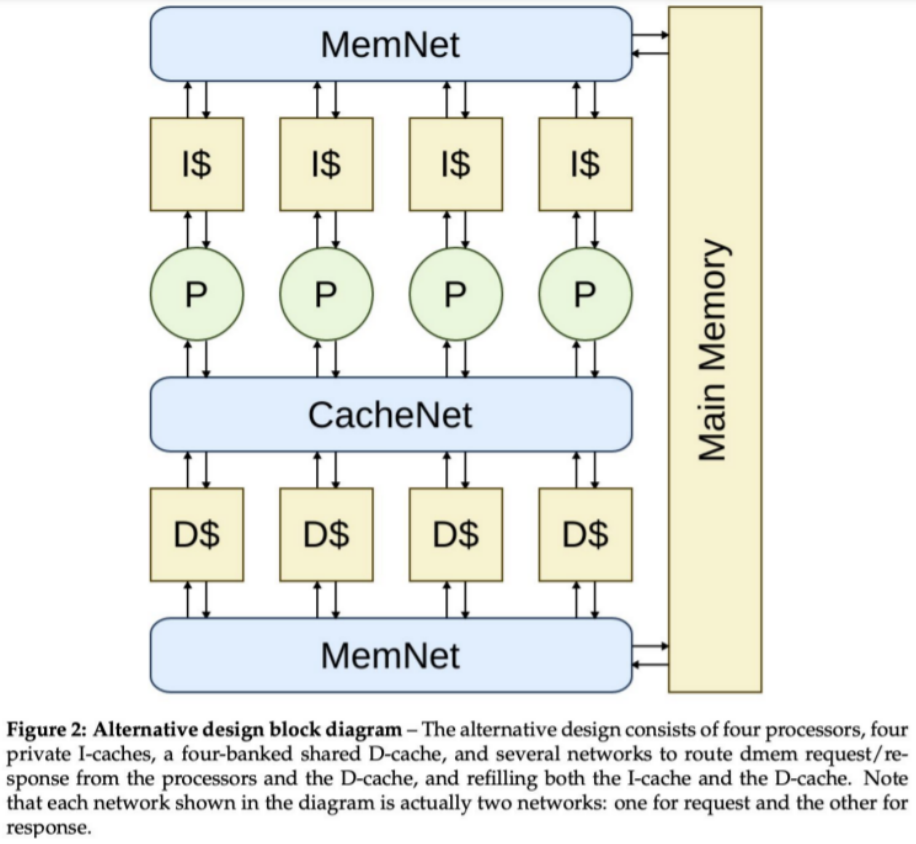 MemNet
I$ I$ I$ I$
P P P P
CacheNet
D$ D$ D$ D$
MemNet
Main Memory
Figure 2: Alternative design block diagram – The alternative design consists of four processors, four
private I-caches, a four-banked shared D-cache, and several networks to route dmem request/re-
sponse from the processors and the D-cache, and refilling both the I-cache and the D-cache. Note
that each network shown in the diagram is actually two networks: one for request and the other for
response.